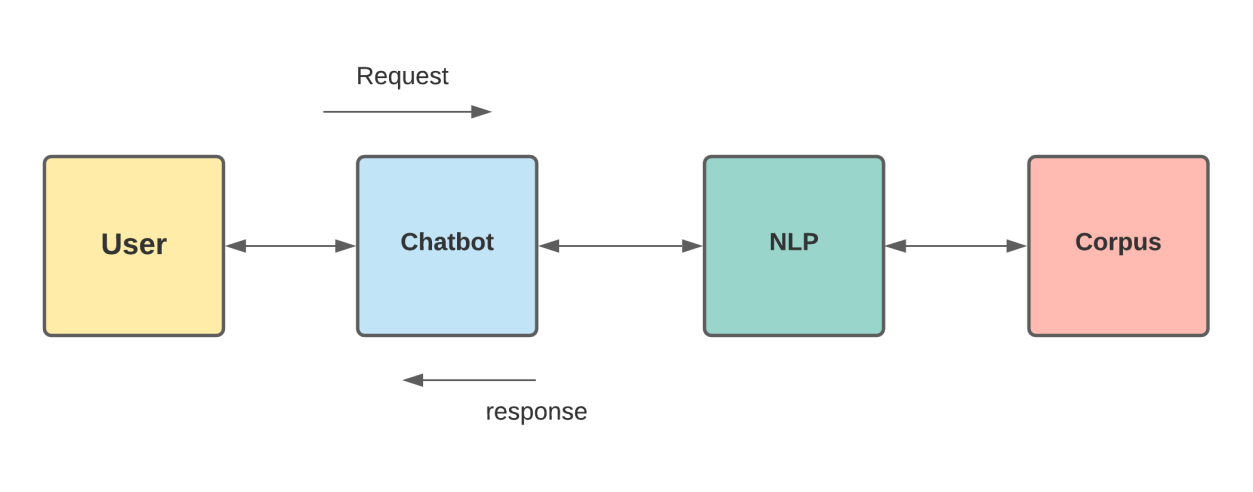 Request
User
Chatbot
NLP
Corpus
response